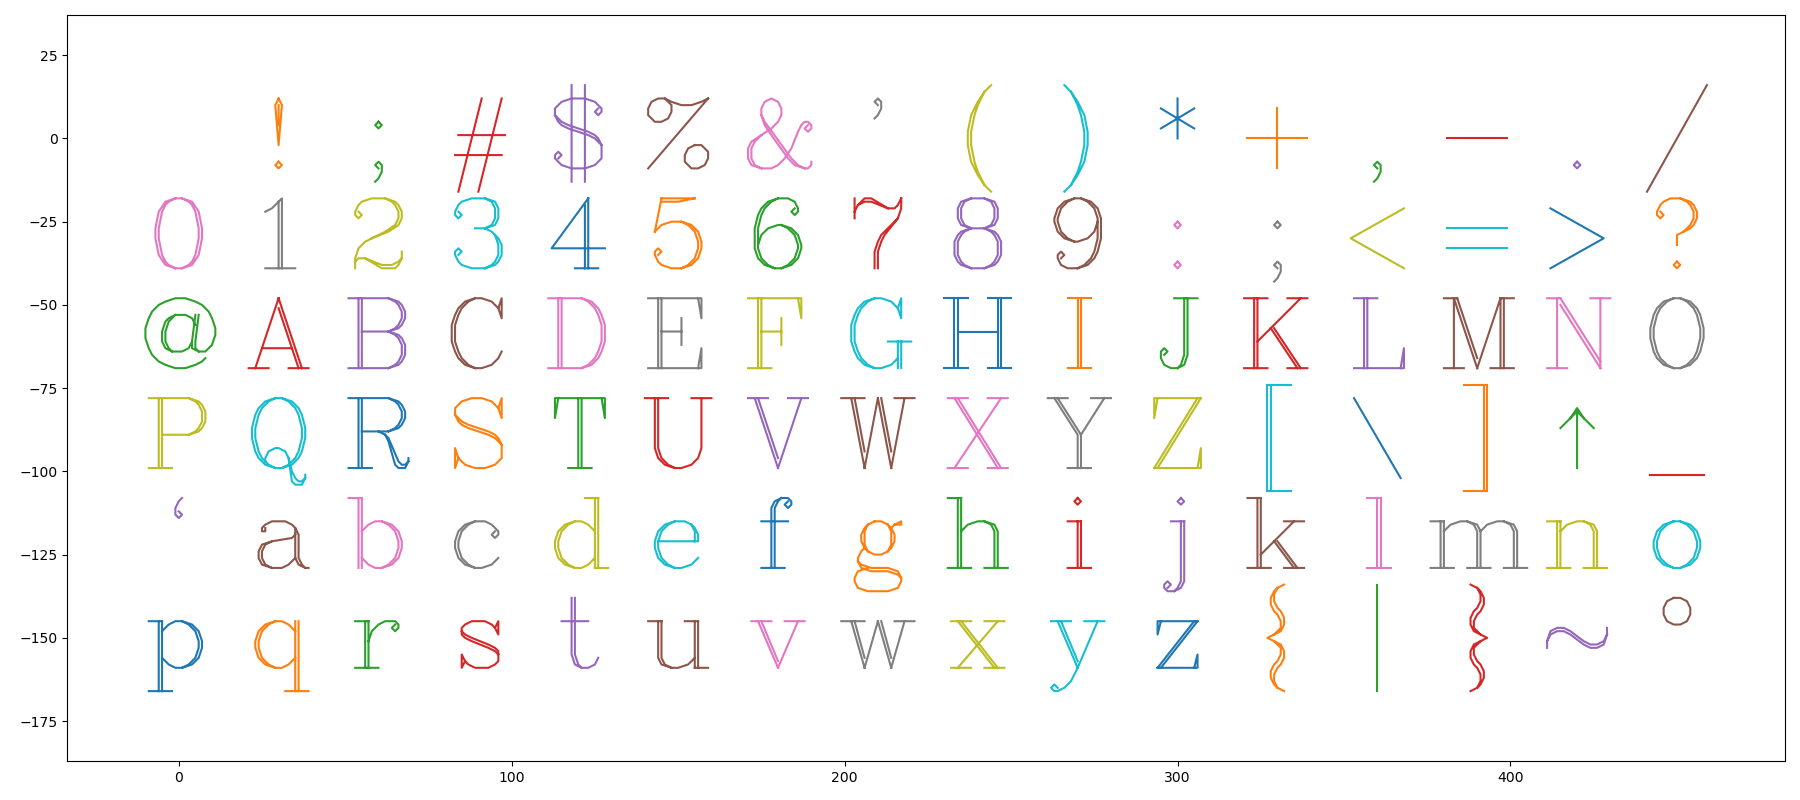 25
! ; # $ % & ’ ( ) * + — , . /
0
0 1 2 3 4 5 6 7 8 9 : ; < = > ?
−25
@ A B C D E F G H I J K L M N O
−50
−75
P Q R S T U V W X Y Z [ \ ] ↑ _
−100
‘ a b c d e f g h i j k l m n o
−125
p q r s t u v w x y z { | } ~ °
−150
−175
0 100 200 300 400